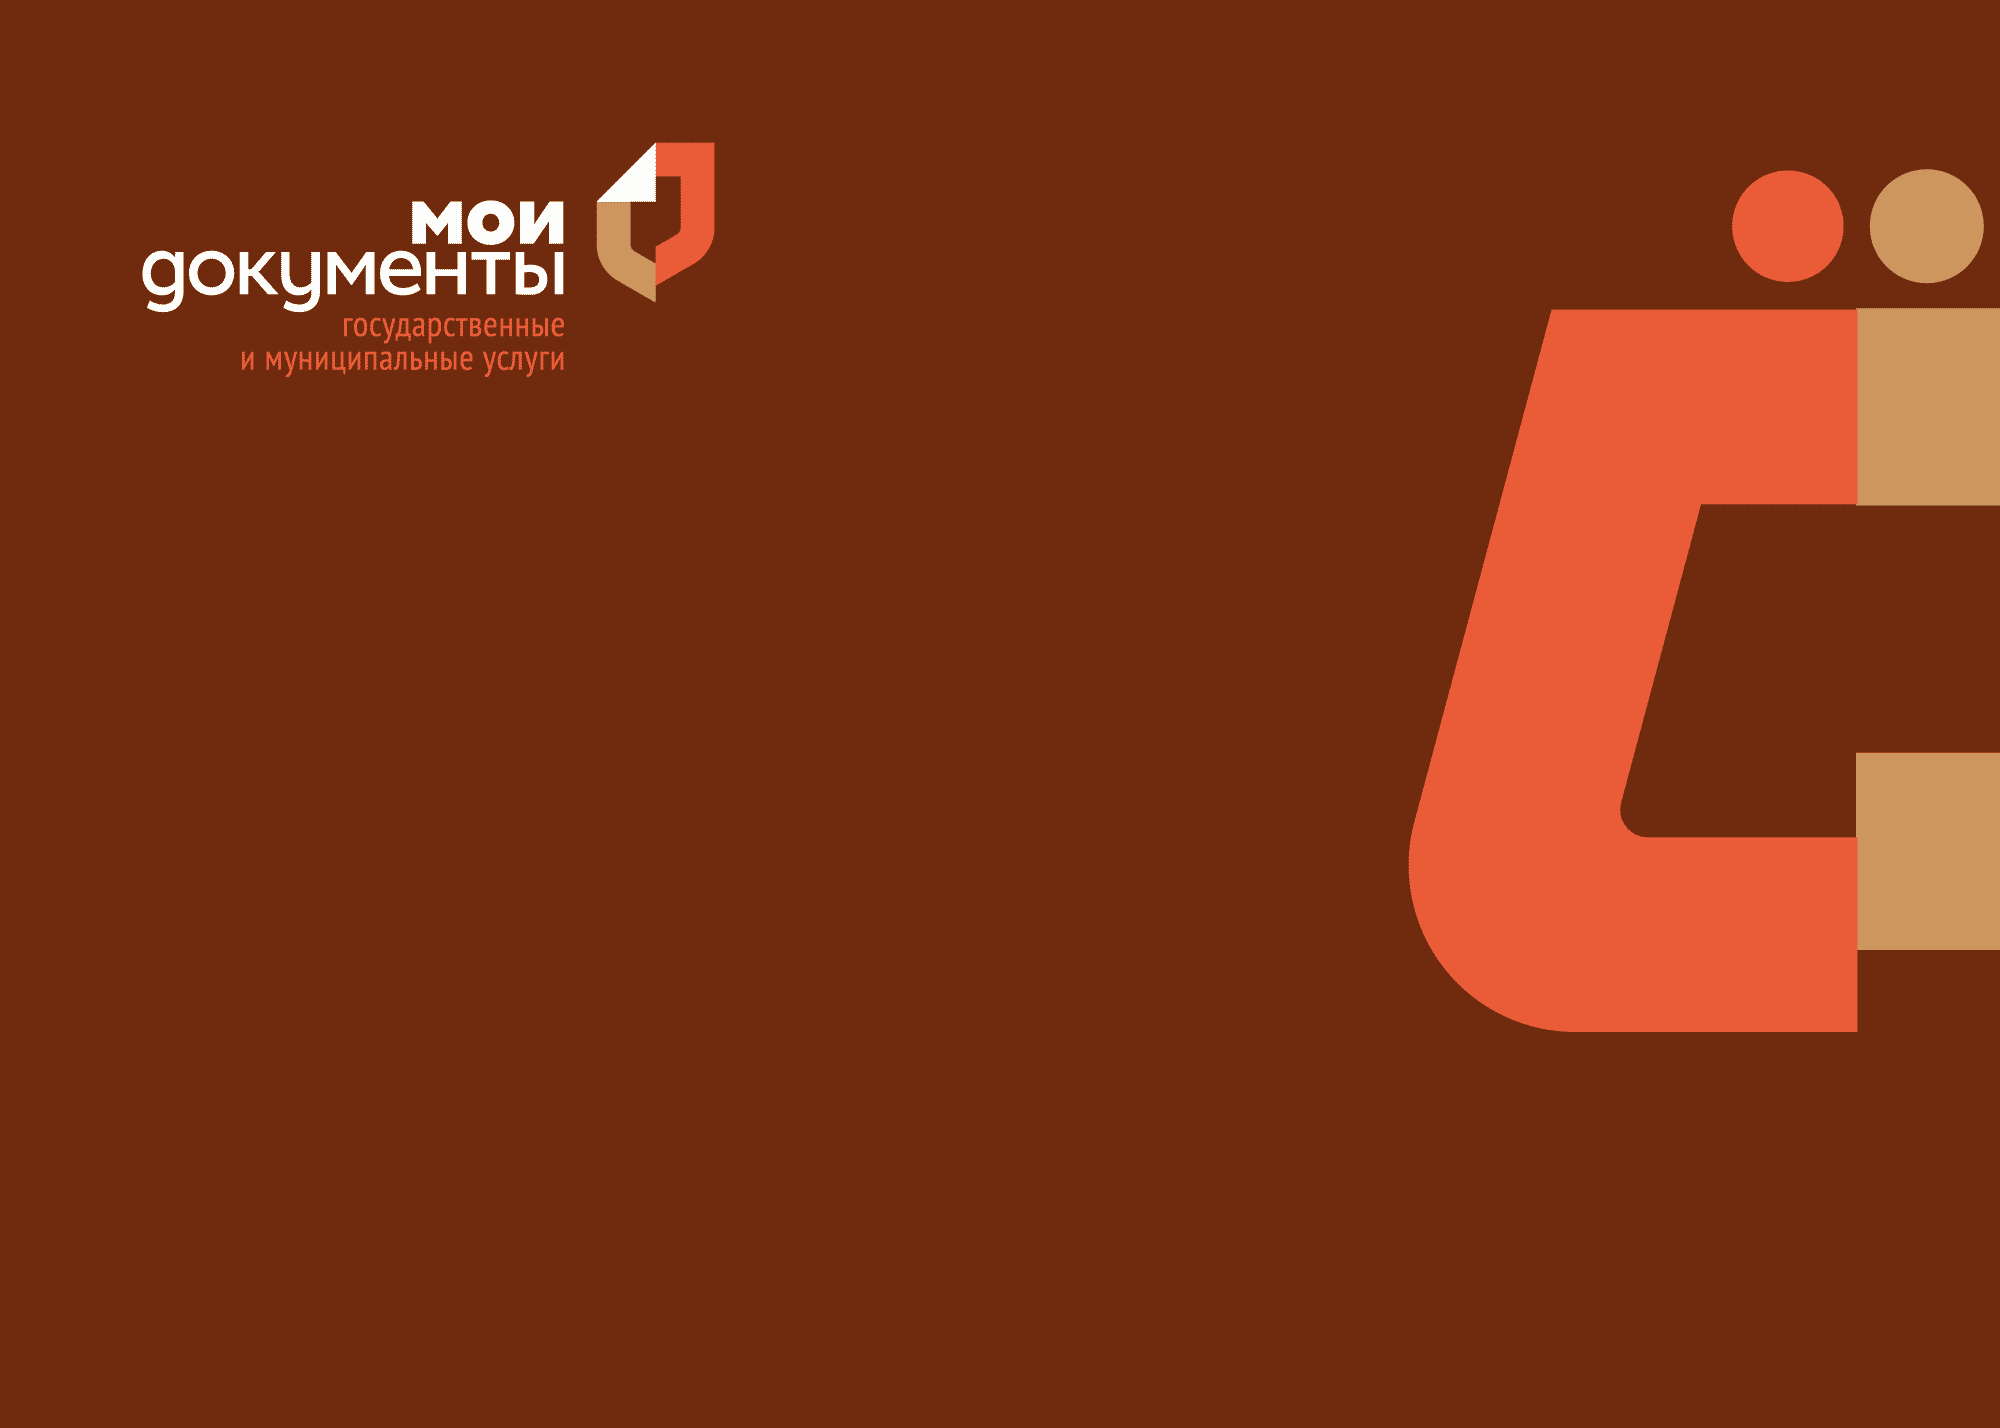 мои
документы
государственные
и муниципальные услуги